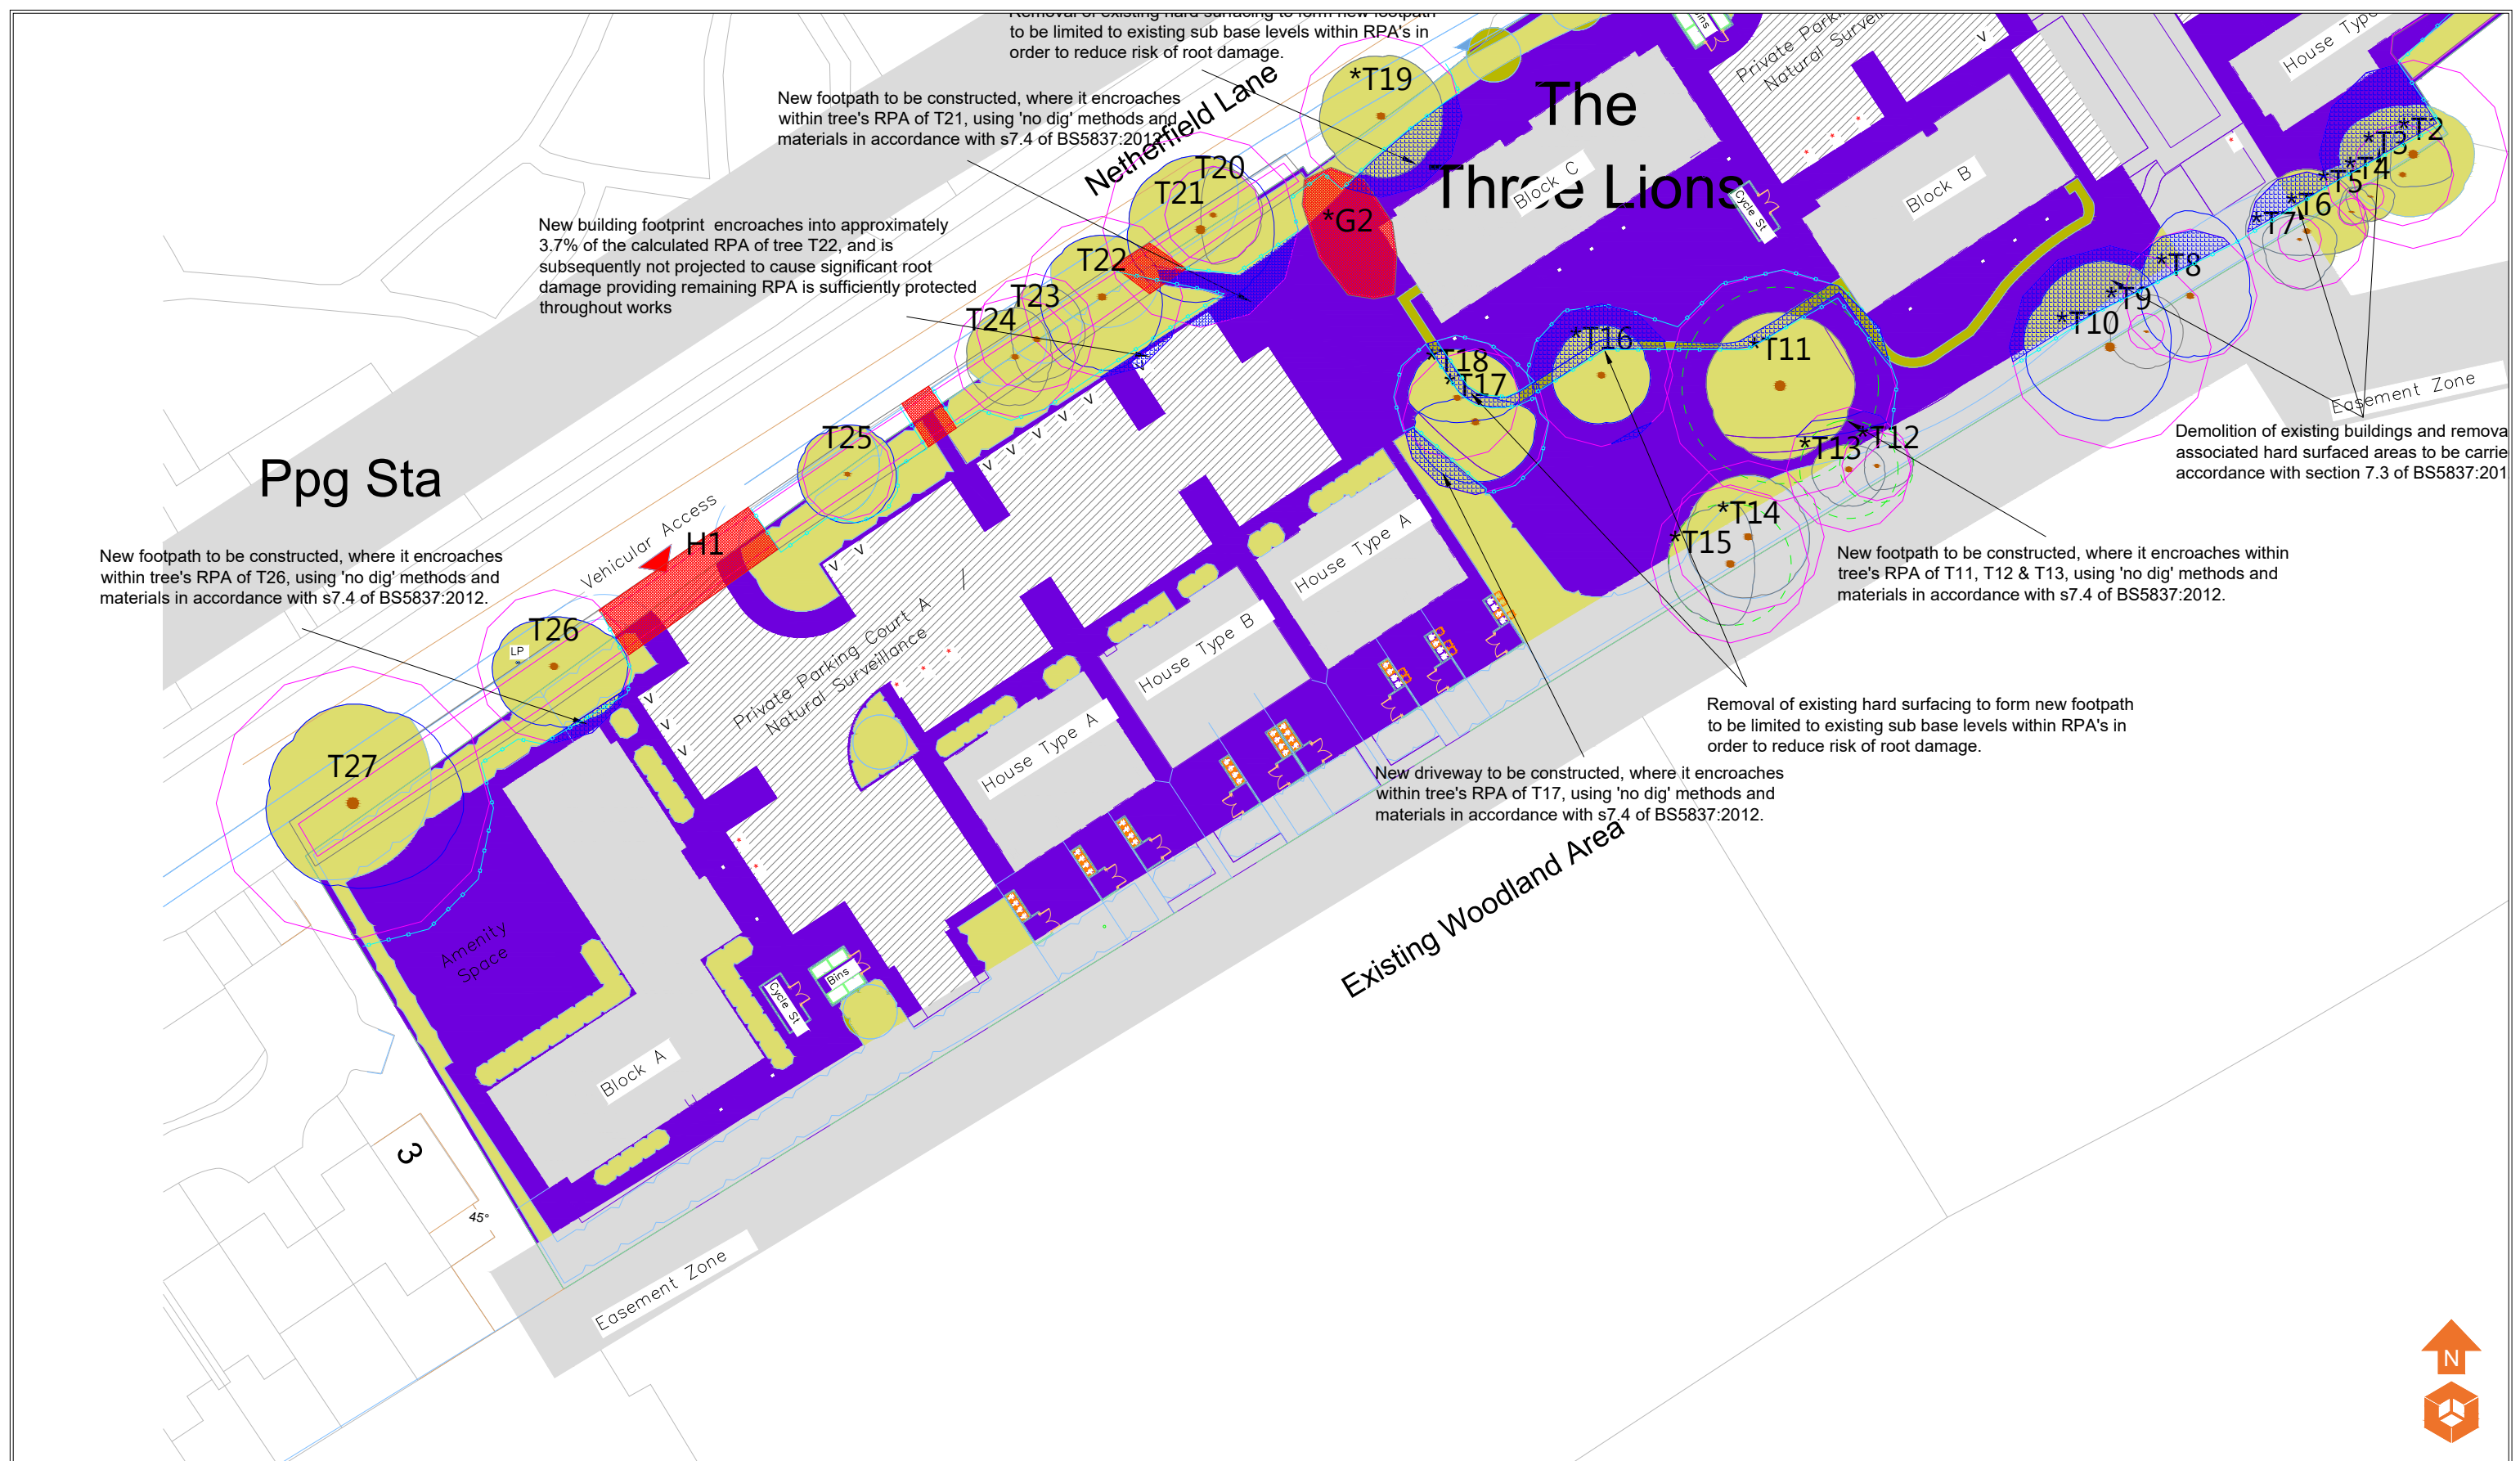 Removal of existing hard surfacing to form new footpath
to be limited to existing sub base levels within RPA's in
order to reduce risk of root damage.
Bins
Private
Natural
V
House Type
New footpath to be constructed, where it encroaches
within tree's RPA of T21, using 'no dig' methods and
materials in accordance with s7.4 of BS5837:2012.
Netherfield Lane
*T19
The
Three Lions
Block C
Block B
Cycle St
*T2
*T3
*T4
*T5
*T6
*T7
*T8
*T9
*T10
T20
T21
*G2
T22
T23
T24
New building footprint encroaches into approximately
3.7% of the calculated RPA of tree T22, and is
subsequently not projected to cause significant root
damage providing remaining RPA is sufficiently protected
throughout works
*T18
*T17
*T16
*T11
*T13
*T12
*T14
*T15
Easement Zone
Demolition of existing buildings and remova
associated hard surfaced areas to be carrie
accordance with section 7.3 of BS5837:201
Ppg Sta
T25
Vehicular Access
H1
V
V
V
V
V
V
V
New footpath to be constructed, where it encroaches
within tree's RPA of T26, using 'no dig' methods and
materials in accordance with s7.4 of BS5837:2012.
New footpath to be constructed, where it encroaches within
tree's RPA of T11, T12 & T13, using 'no dig' methods and
materials in accordance with s7.4 of BS5837:2012.
House Type A
House Type B
House Type A
Private Parking Court A
Natural Surveillance
T26
LP
V
V
V
T27
Removal of existing hard surfacing to form new footpath
to be limited to existing sub base levels within RPA's in
order to reduce risk of root damage.
New driveway to be constructed, where it encroaches
within tree's RPA of T17, using 'no dig' methods and
materials in accordance with s7.4 of BS5837:2012.
Existing Woodland Area
Amenity
Space
Bins
Cycle St
Block A
3
45°
Easement Zone
N